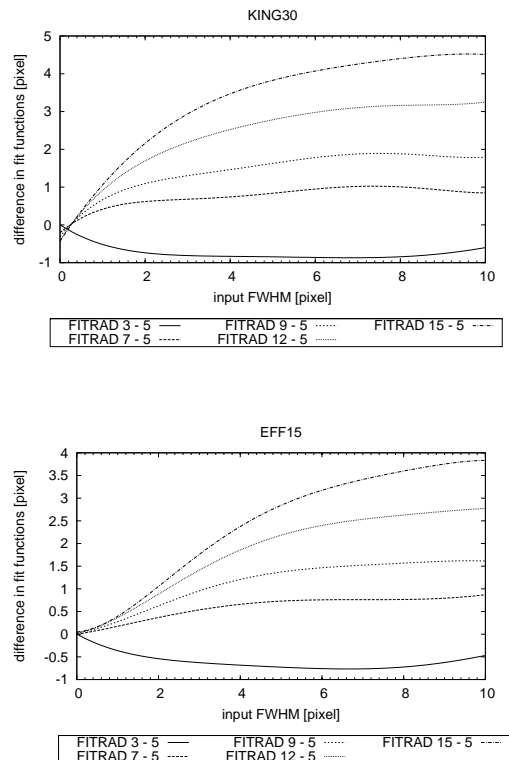 KING30
difference in fit functions [pixel]
5
4
3
2
1
0
-1
0 2 4 6 8 10
input FWHM [pixel]
FITRAD 3 - 5 FITRAD 9 - 5 FITRAD 15 - 5
FITRAD 7 - 5 FITRAD 12 - 5
EFF15
difference in fit functions [pixel]
4
3.5
3
2.5
2
1.5
1
0.5
0
-0.5
-1
0 2 4 6 8 10
input FWHM [pixel]
FITRAD 3 - 5 FITRAD 9 - 5 FITRAD 15 - 5
FITRAD 7 - 5 FITRAD 12 - 5